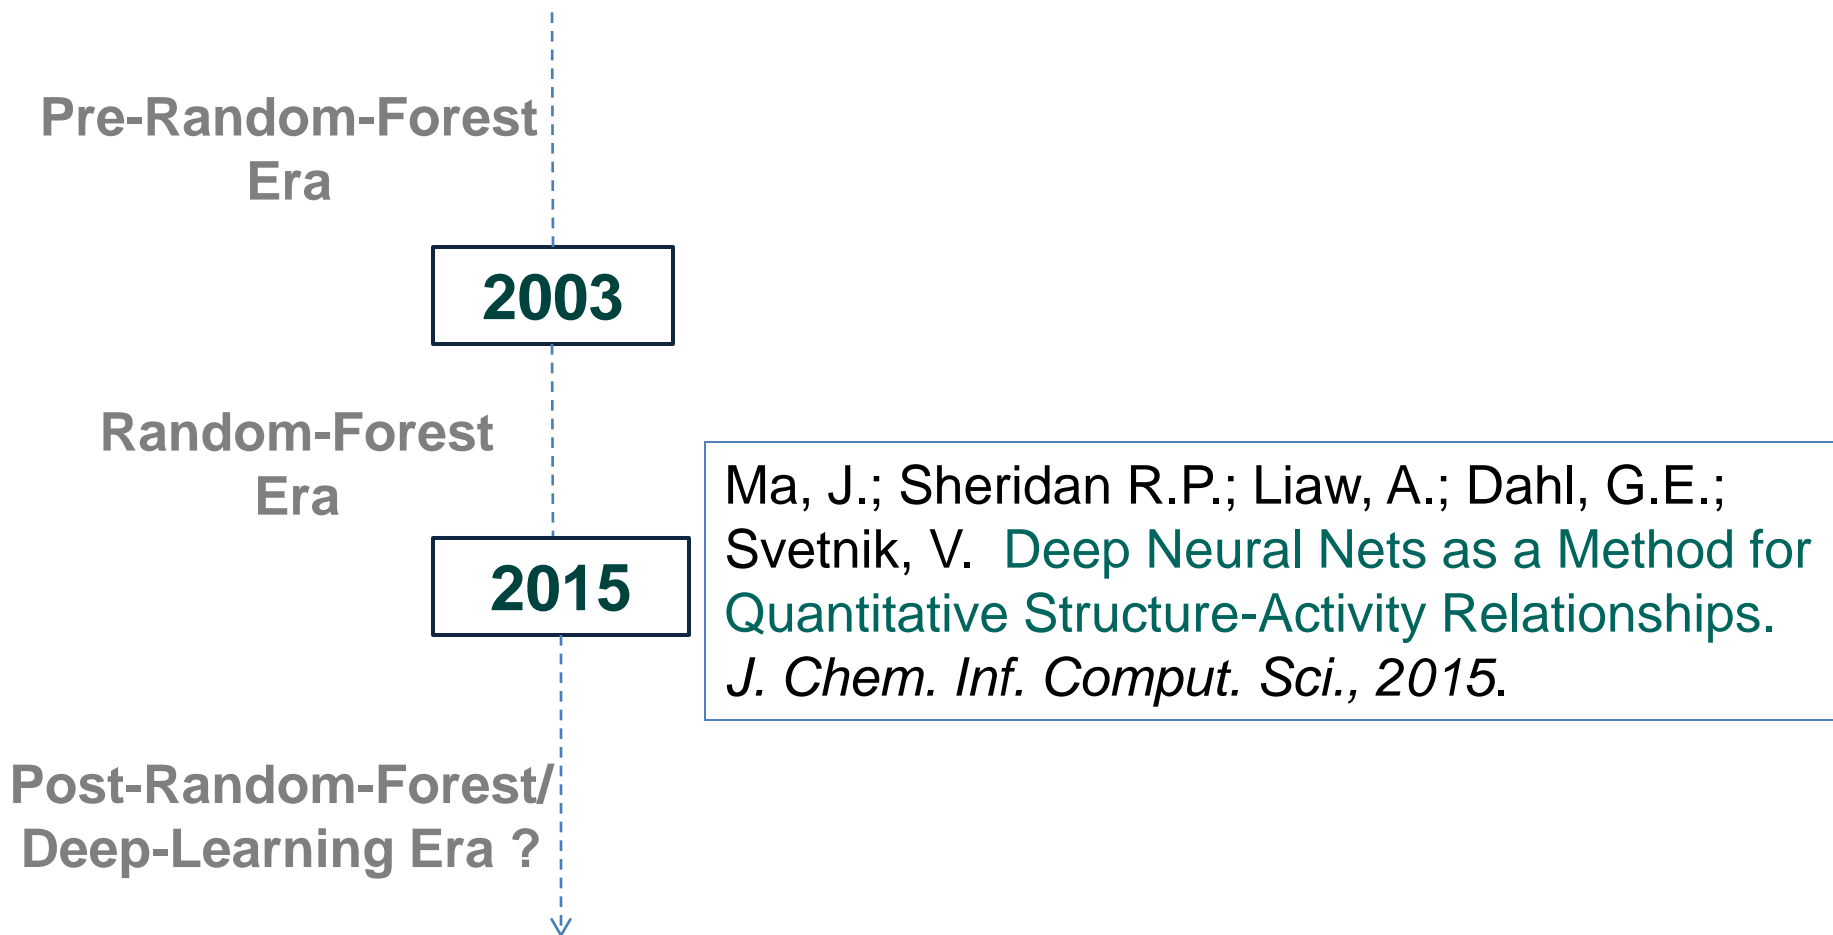 Pre-Random-Forest
Era
2003
Random-Forest
Era
Ma, J.; Sheridan R.P.; Liaw, A.; Dahl, G.E.;
Svetnik, V.  Deep Neural Nets as a Method for
Quantitative Structure-Activity Relationships.
J. Chem. Inf. Comput. Sci., 2015.
2015
Post-Random-Forest/
Deep-Learning Era ?